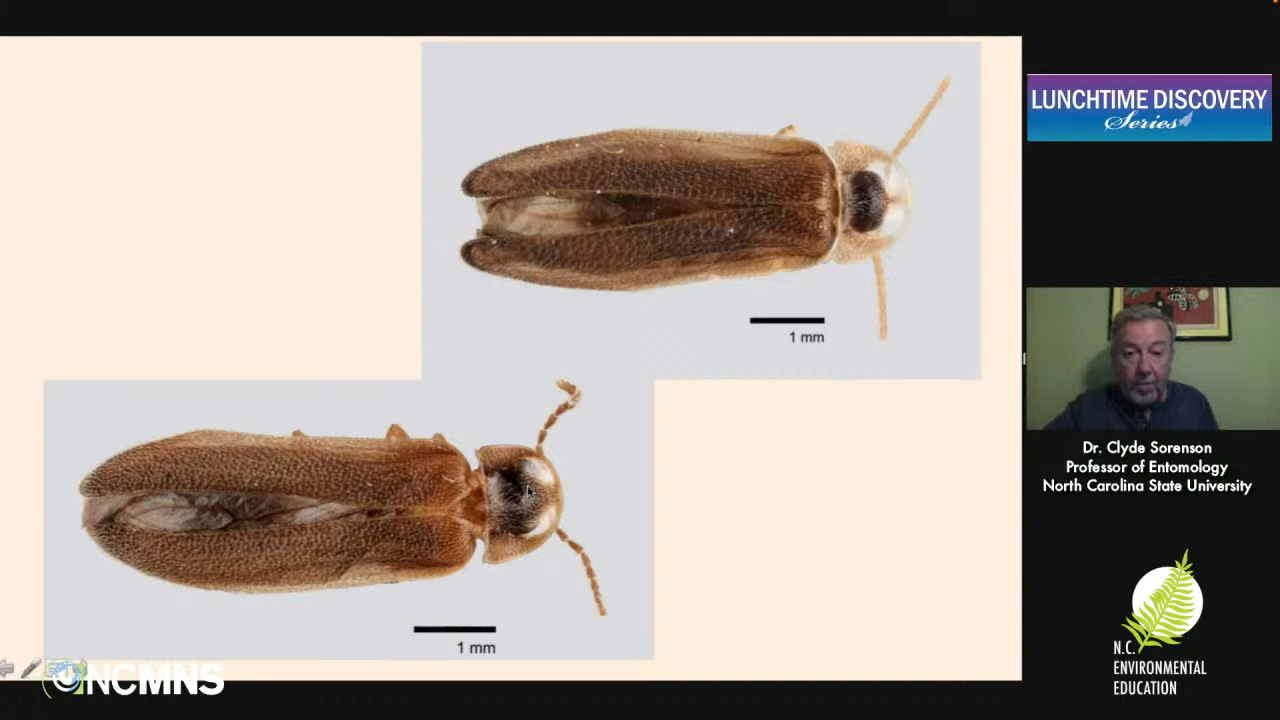 LUNCHTIME DISCOVERY
Series
1 mm
1 mm
Dr. Clyde Sorenson
Professor of Entomology
North Carolina State University
N.C.
ENVIRONMENTAL
EDUCATION
NCMNS